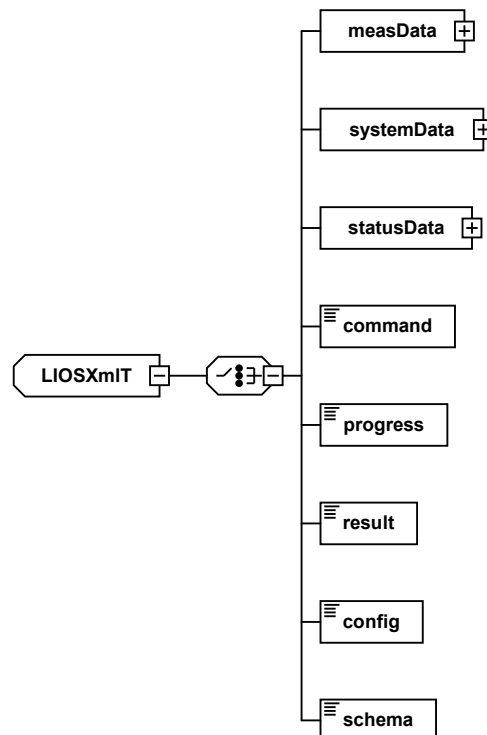 measData
systemData
statusData
command
LIOSXmlT
progress
result
config
schema